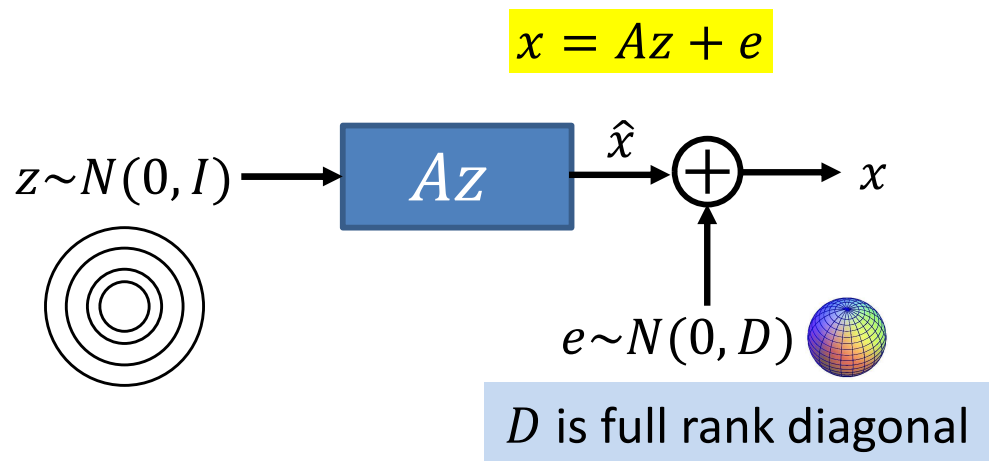 x = Az + e
z~N(0, I)
Az
x̂
x
e~N(0, D)
D is full rank diagonal